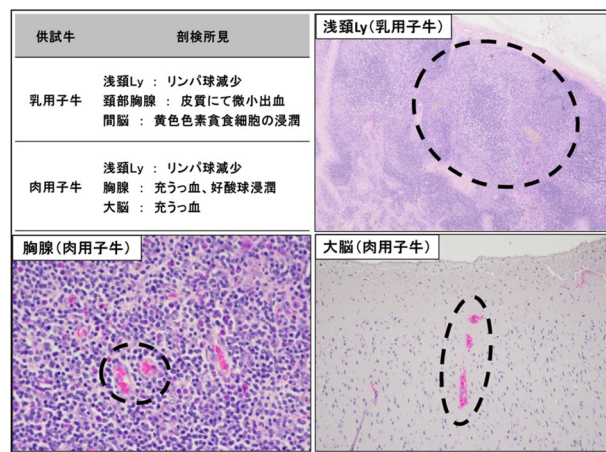 供試牛 剖検所見
乳用子牛
浅頚Ly : リンパ球減少
頚部胸腺 : 皮質にて微小出血
間脳 : 黄色色素貪食細胞の浸潤
肉用子牛
浅頚Ly : リンパ球減少
胸腺 : 充うっ血、好酸球浸潤
大脳 : 充うっ血
浅頚Ly(乳用子牛)
胸腺(肉用子牛)
大脳(肉用子牛)